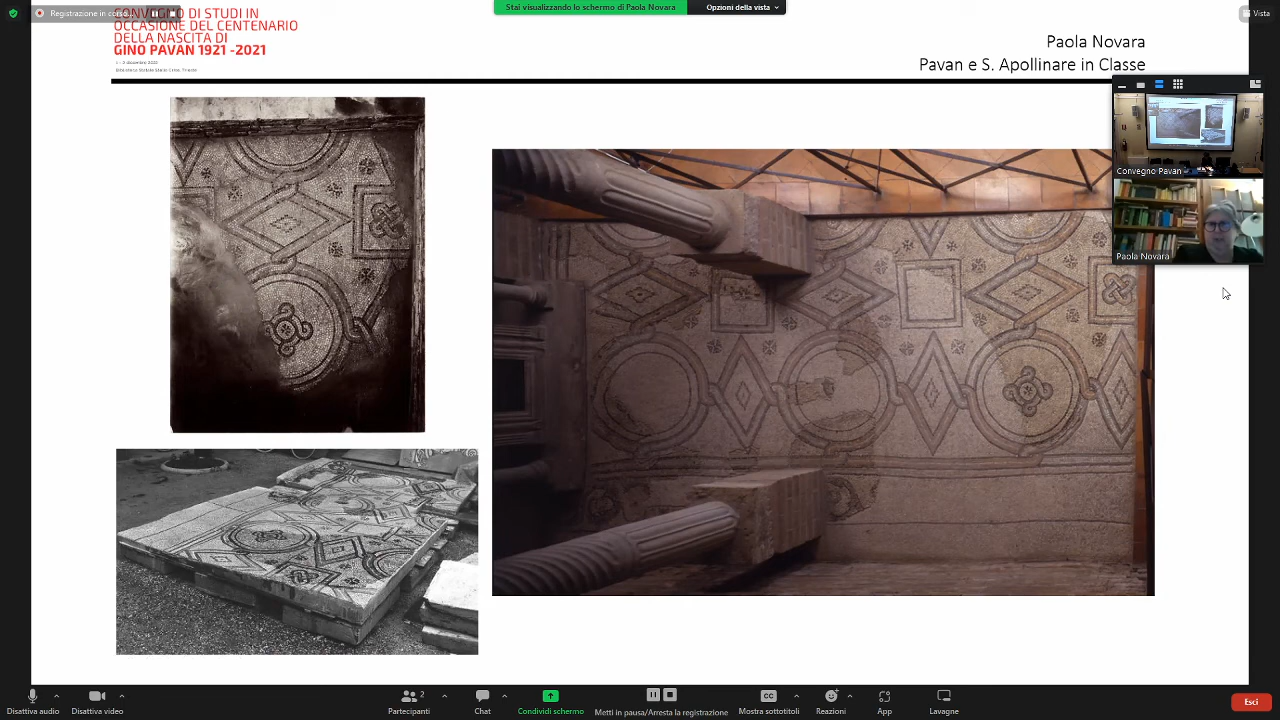 Registrazione in corso...
Stai visualizzando lo schermo di Paola Novara
Opzioni della vista
Vista
CONVEGNO DI STUDI IN
OCCASIONE DEL CENTENARIO
DELLA NASCITA DI
GINO PAVAN 1921 -2021
Paola Novara
Pavan e S. Apollinare in Classe
Convegno Pavan
Paola Novara
Disattiva audio
Disattiva video
2
Partecipanti
Chat
Condividi schermo
Metti in pausa/Arresta la registrazione
CC
Mostra sottotitoli
Reazioni
App
Lavagne
Esci